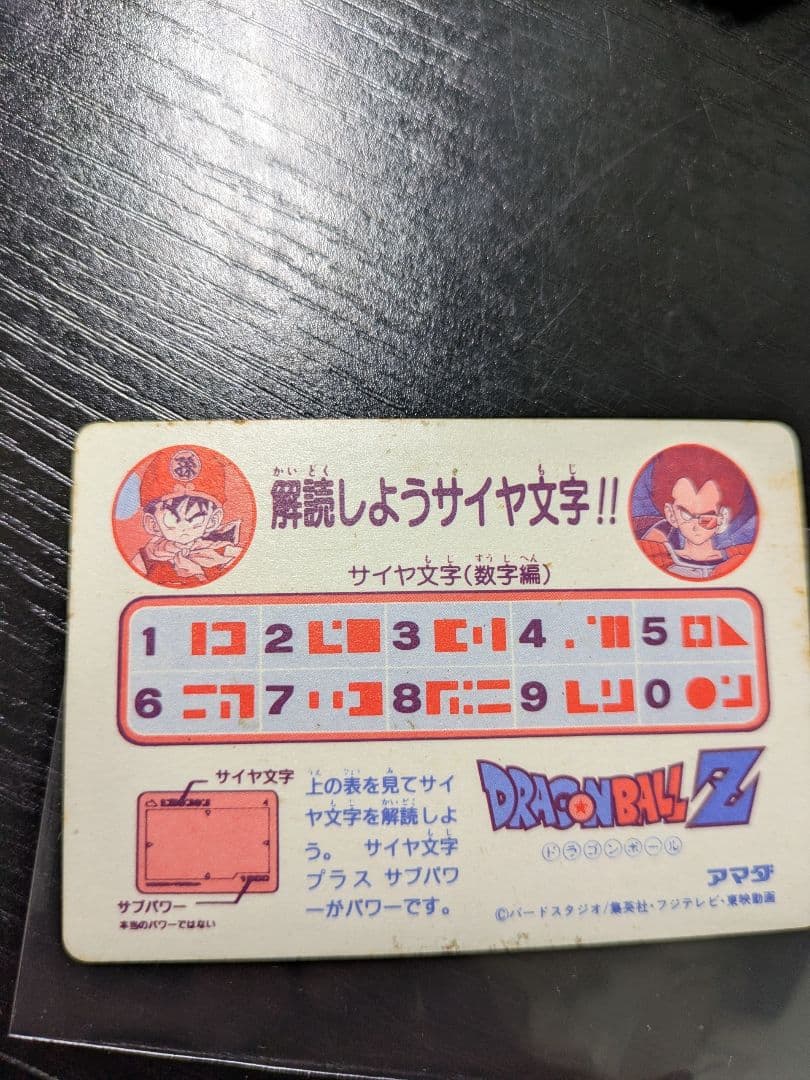 孫
かいどく もじ
解読しようサイヤ文字!!
もじ すうじへん
サイヤ文字(数字編)
1 2 3 4 5
6 7 8 9 0
サイヤ文字
サブパワー
本当のパワーではない
うえ ひょう み
上の表を見てサイ
もじ かいどく
ヤ文字を解読しよ
もじ
う。 サイヤ文字
プラス サブパワ
ーがパワーです。
DRAGONBALL Z
ドラゴンボール
アマダ
©バードスタジオ/集英社・フジテレビ・東映動画